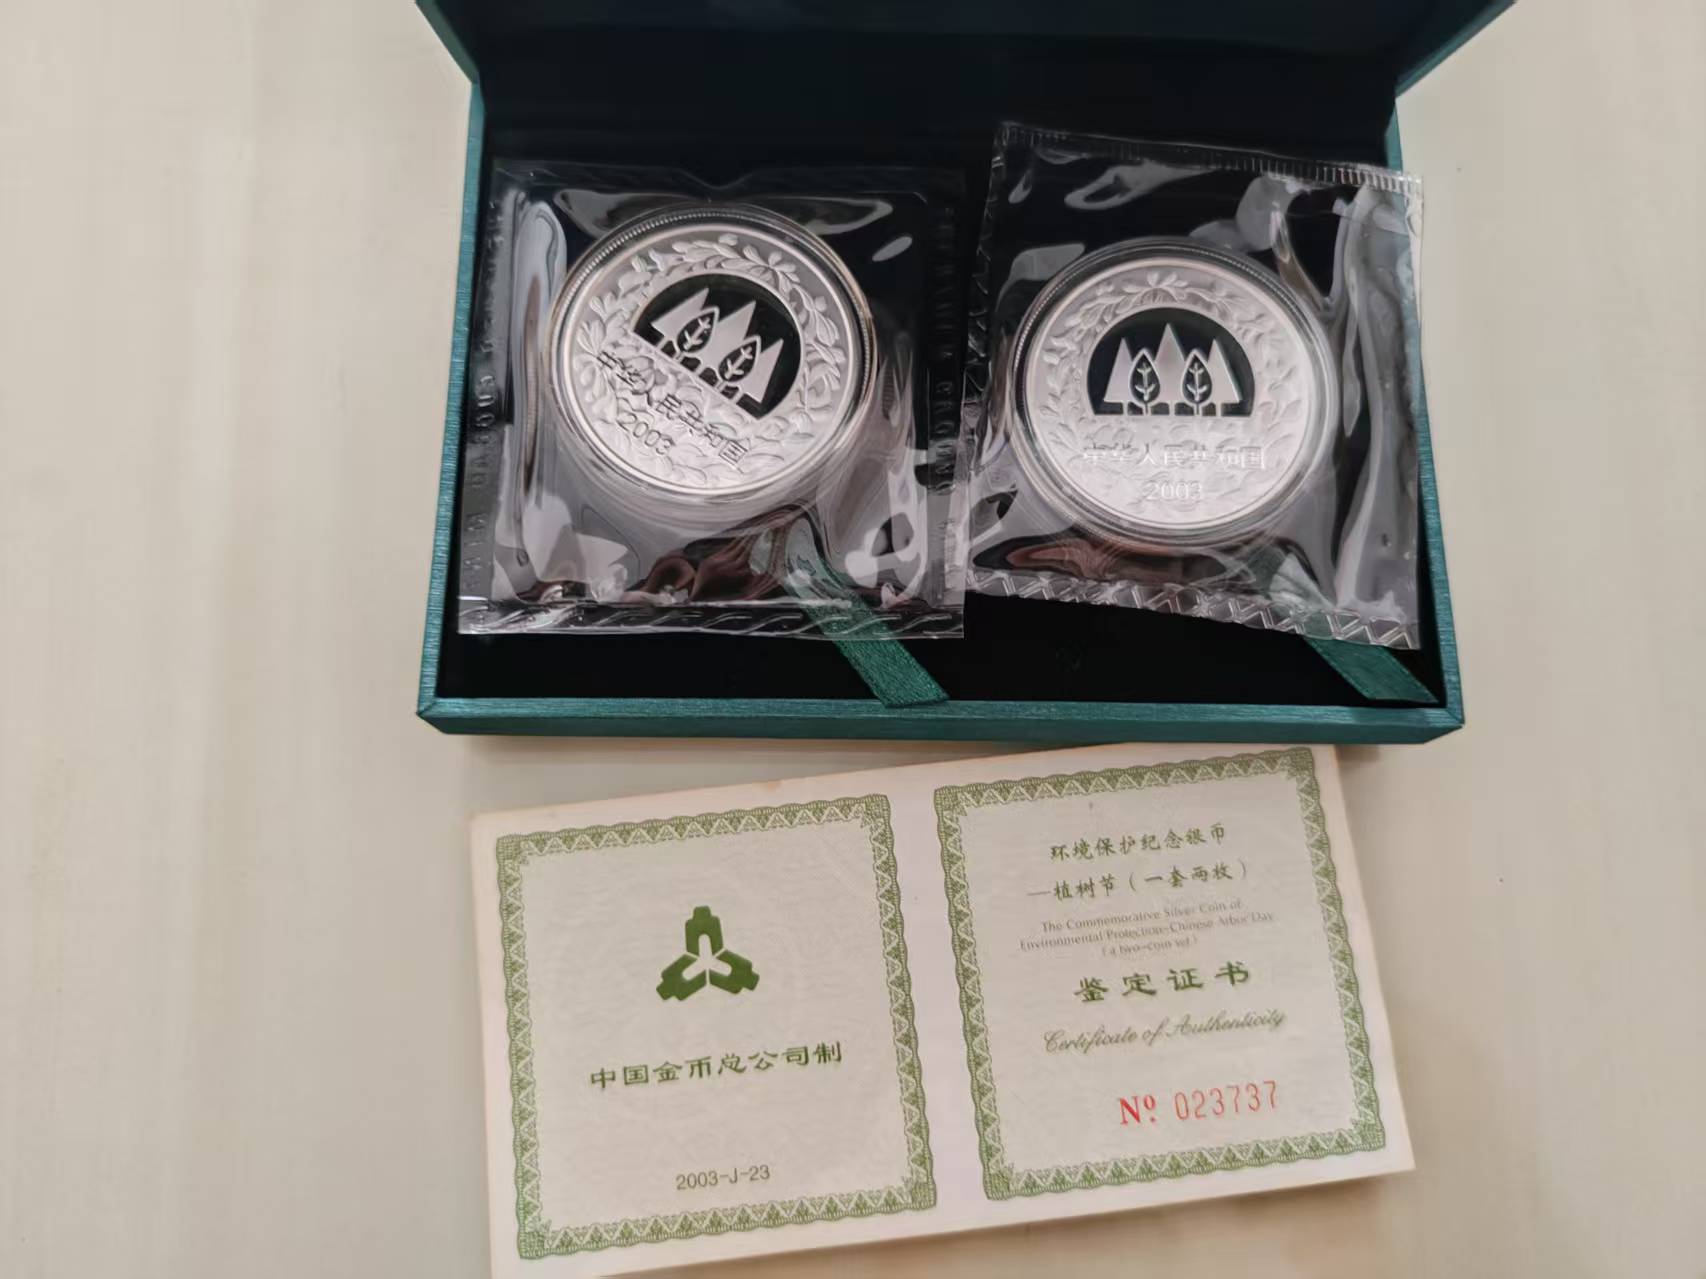 中华人民共和国
2003
中华人民共和国
2003
中国金币总公司制
2003-J-23
环境保护纪念银币
—植树节（一套两枚）
The Commemorative Silver Coin of
Environmental Protection-Chinese Arbor Day
(a two-coin set)
鉴定证书
Certificate of Authenticity
Nº 023737